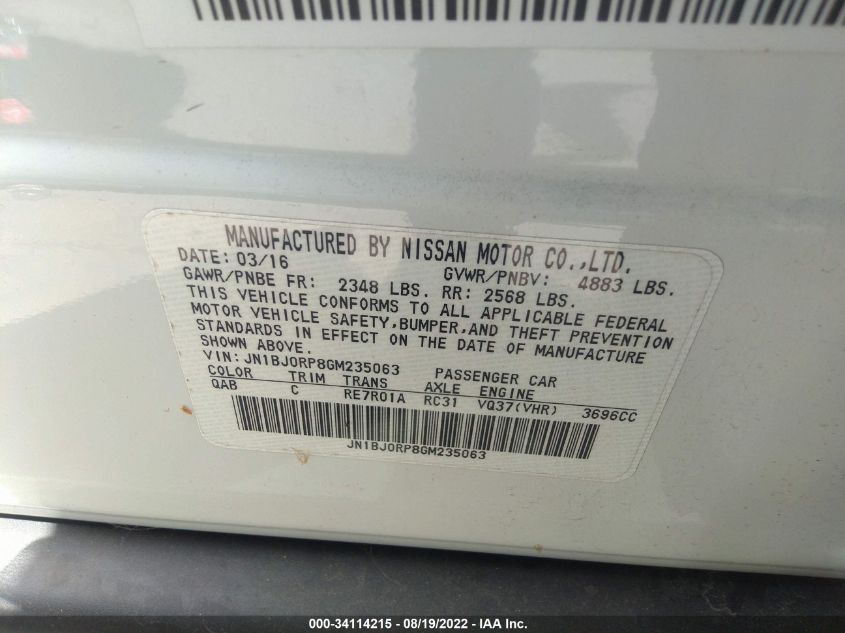 MANUFACTURED BY NISSAN MOTOR CO.,LTD.
DATE: 03/16 GVWR/PNBV: 4883 LBS.
GAWR/PNBE FR: 2348 LBS. RR: 2568 LBS.
THIS VEHICLE CONFORMS TO ALL APPLICABLE FEDERAL
MOTOR VEHICLE SAFETY,BUMPER,AND THEFT PREVENTION
STANDARDS IN EFFECT ON THE DATE OF MANUFACTURE
SHOWN ABOVE.
VIN:JN1BJ0RP8GM235063 PASSENGER CAR
COLOR TRIM TRANS AXLE ENGINE
QAB C RE7R01A RC31 VQ37(VHR) 3696CC
JN1BJ0RP8GM235063
000-34114215 - 08/19/2022 - IAA Inc.